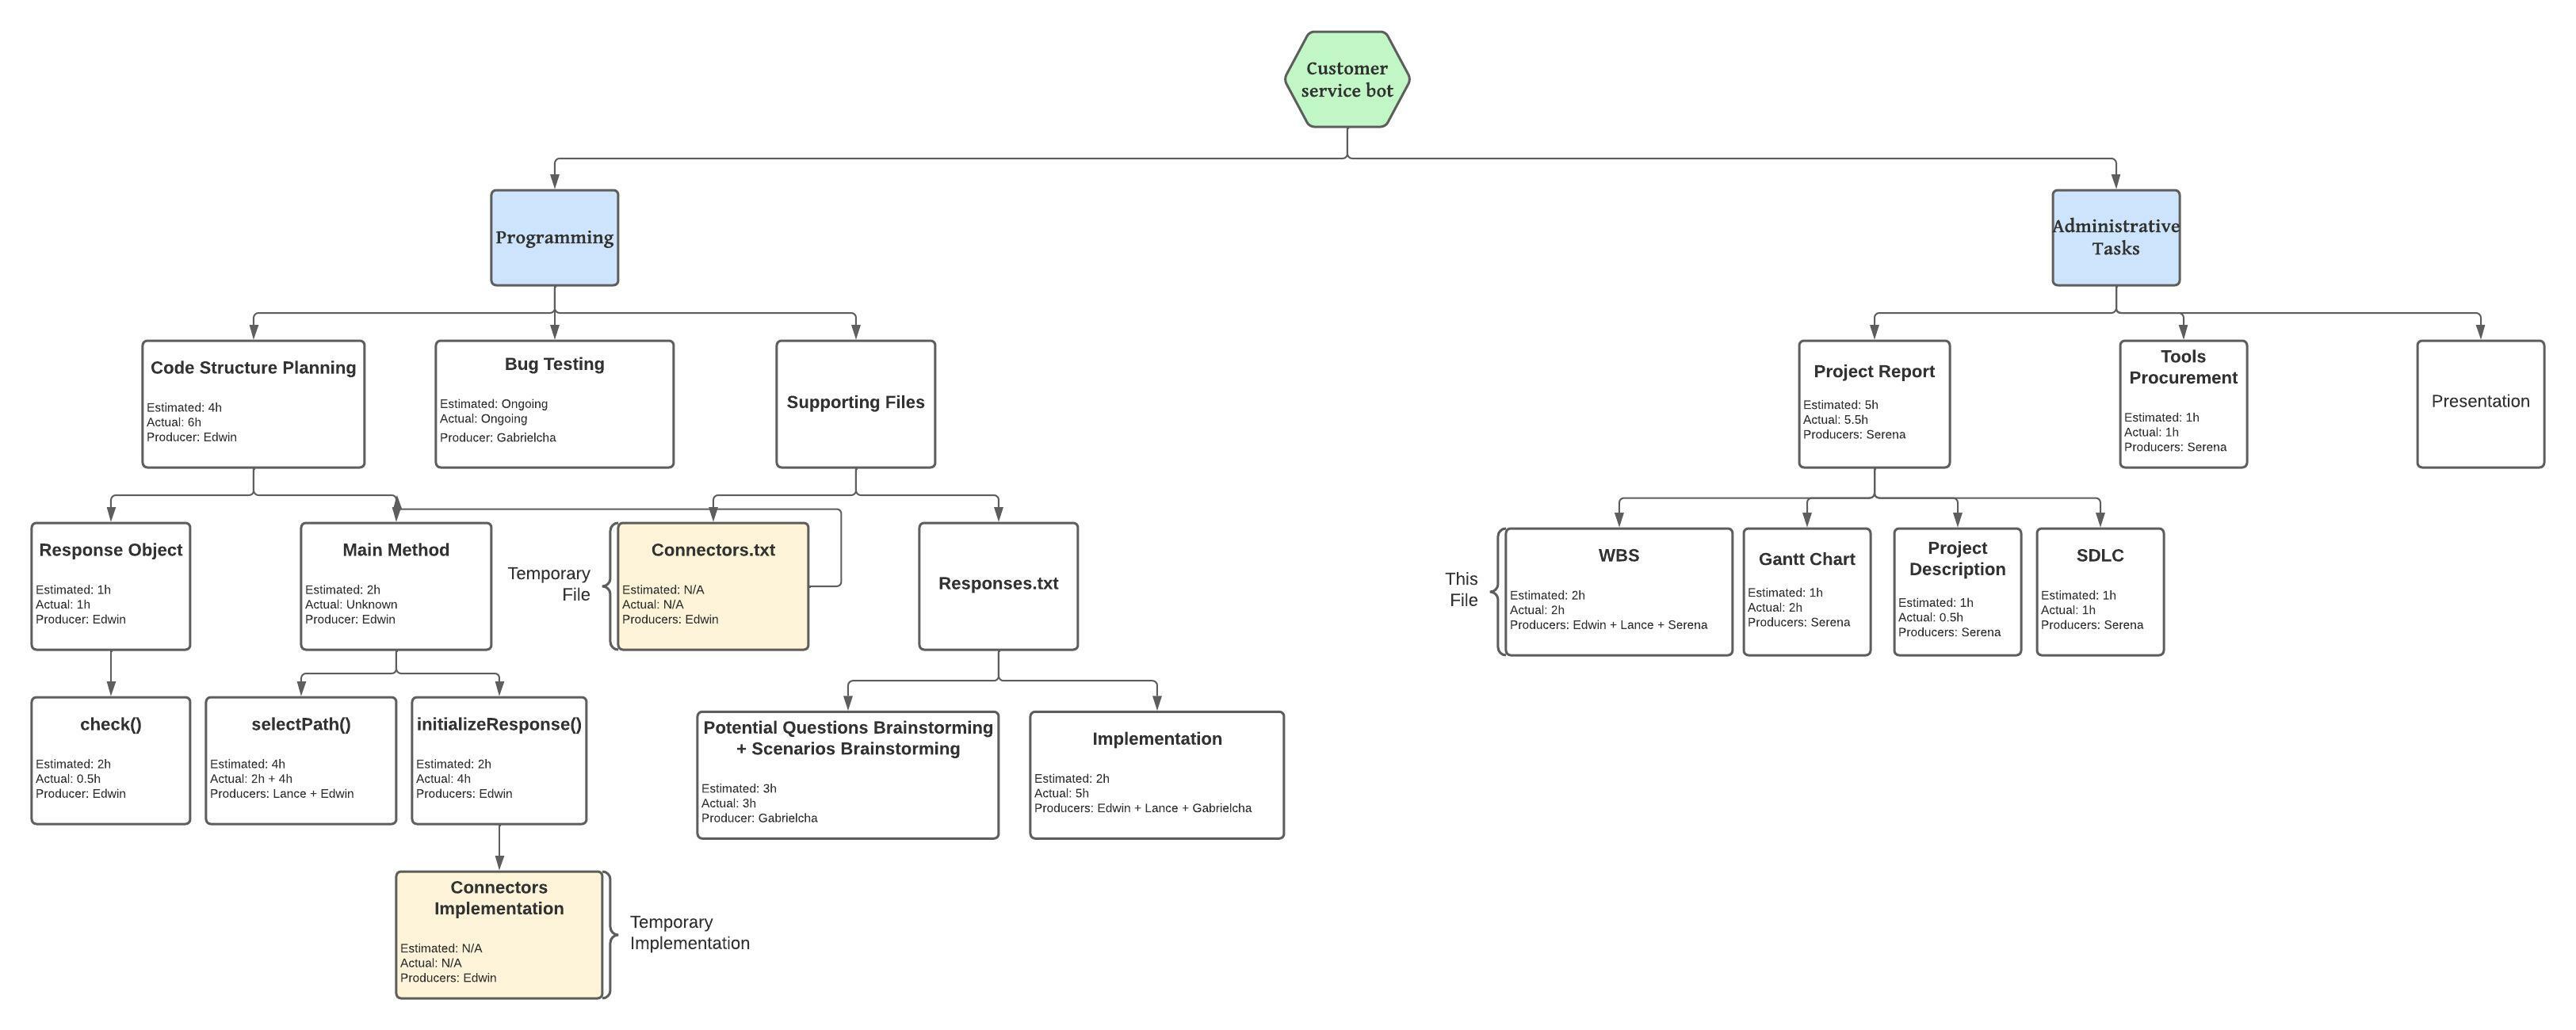 Customer
service bot
Programming
Administrative
Tasks
Code Structure Planning
Estimated: 4h
Actual: 6h
Producer: Edwin
Bug Testing
Estimated: Ongoing
Actual: Ongoing
Producer: Gabrielcha
Supporting Files
Project Report
Estimated: 5h
Actual: 5.5h
Producers: Serena
Tools
Procurement
Estimated: 1h
Actual: 1h
Producers: Serena
Presentation
Response Object
Estimated: 1h
Actual: 1h
Producer: Edwin
Main Method
Estimated: 2h
Actual: Unknown
Producer: Edwin
Temporary
File
Connectors.txt
Estimated: N/A
Actual: N/A
Producers: Edwin
Responses.txt
This
File
WBS
Estimated: 2h
Actual: 2h
Producers: Edwin + Lance + Serena
Gantt Chart
Estimated: 1h
Actual: 2h
Producers: Serena
Project
Description
Estimated: 1h
Actual: 0.5h
Producers: Serena
SDLC
Estimated: 1h
Actual: 1h
Producers: Serena
check()
Estimated: 2h
Actual: 0.5h
Producer: Edwin
selectPath()
Estimated: 4h
Actual: 2h + 4h
Producers: Lance + Edwin
initializeResponse()
Estimated: 2h
Actual: 4h
Producers: Edwin
Potential Questions Brainstorming
+ Scenarios Brainstorming
Estimated: 3h
Actual: 3h
Producer: Gabrielcha
Implementation
Estimated: 2h
Actual: 5h
Producers: Edwin + Lance + Gabrielcha
Connectors
Implementation
Estimated: N/A
Actual: N/A
Producers: Edwin
Temporary
Implementation